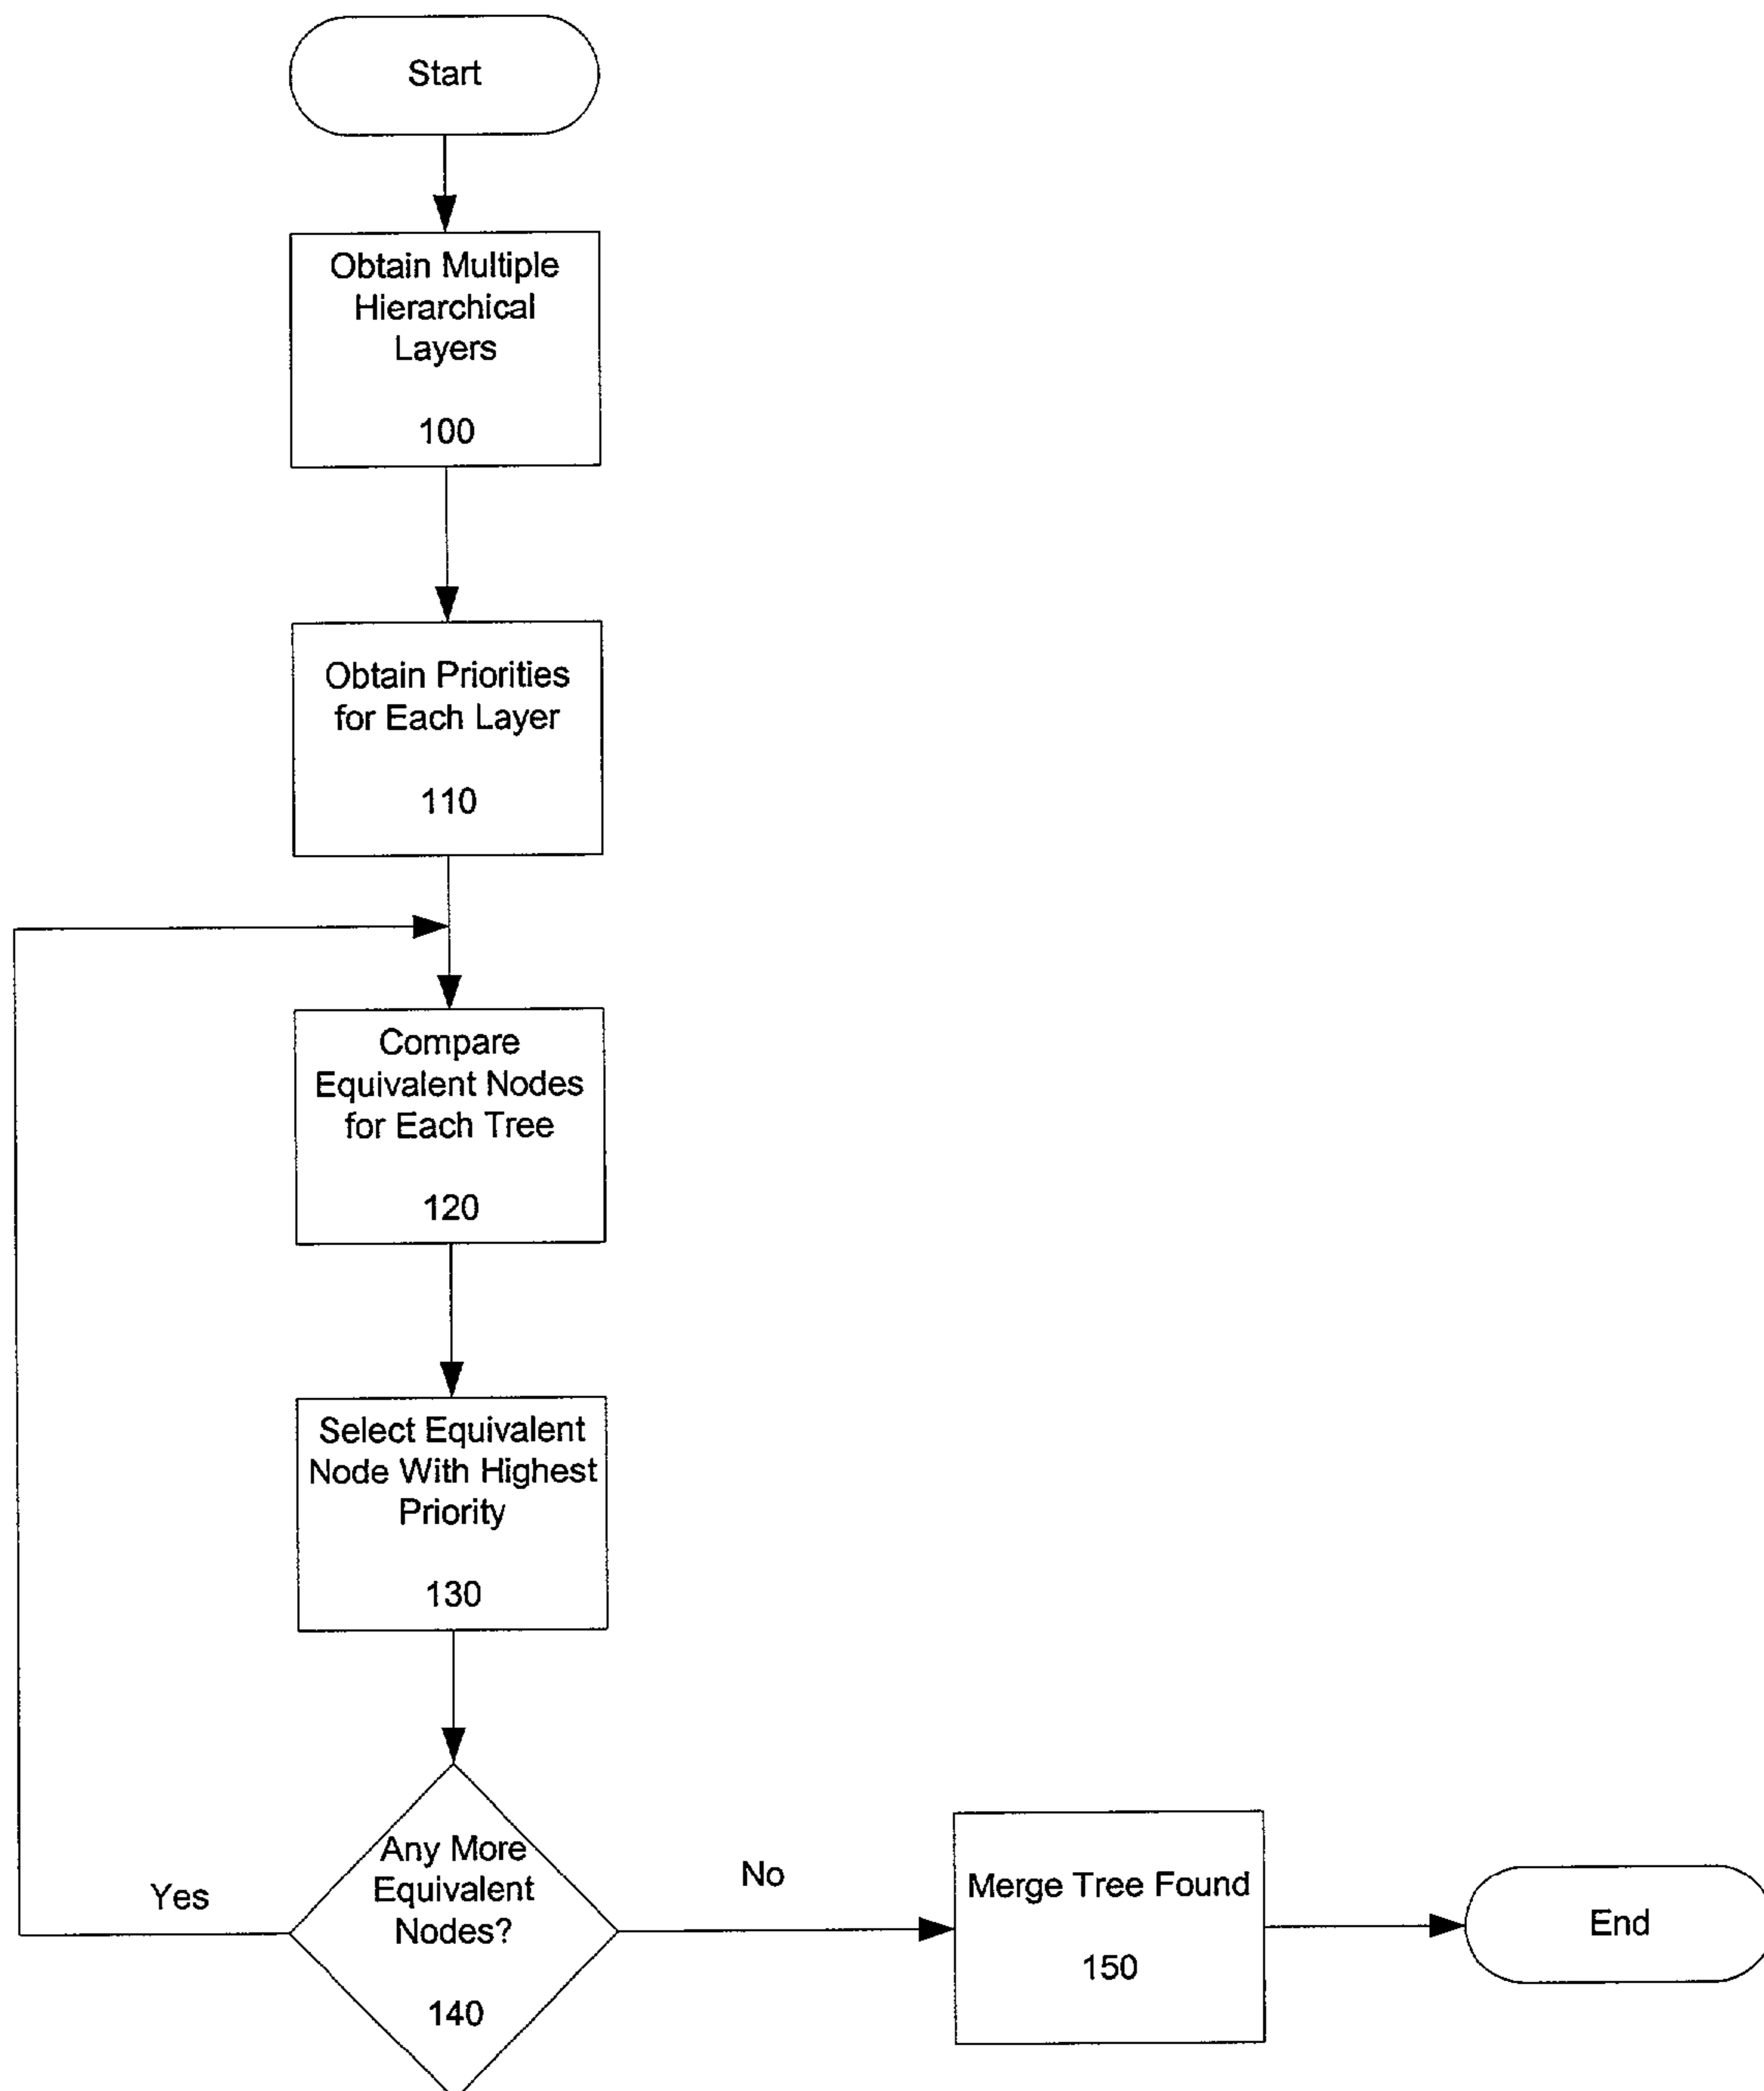 Start
Obtain Multiple
Hierarchical
Layers
100
Obtain Priorities
for Each Layer
110
Compare
Equivalent Nodes
for Each Tree
120
Select Equivalent
Node With Highest
Priority
130
Any More
Equivalent
Nodes?
140
Yes
No
Merge Tree Found
150
End